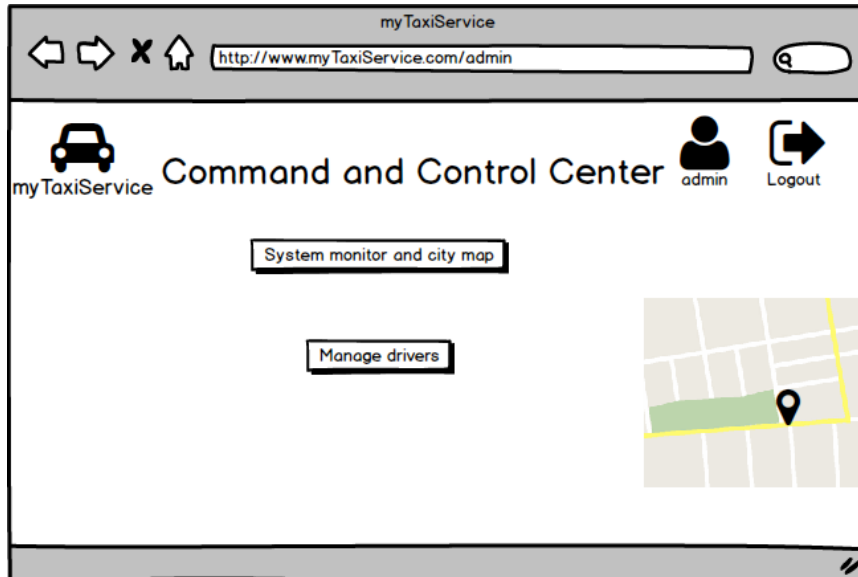 myTaxiService
http://www.myTaxiService.com/admin
myTaxiService
Command and Control Center
admin
Logout
System monitor and city map
Manage drivers